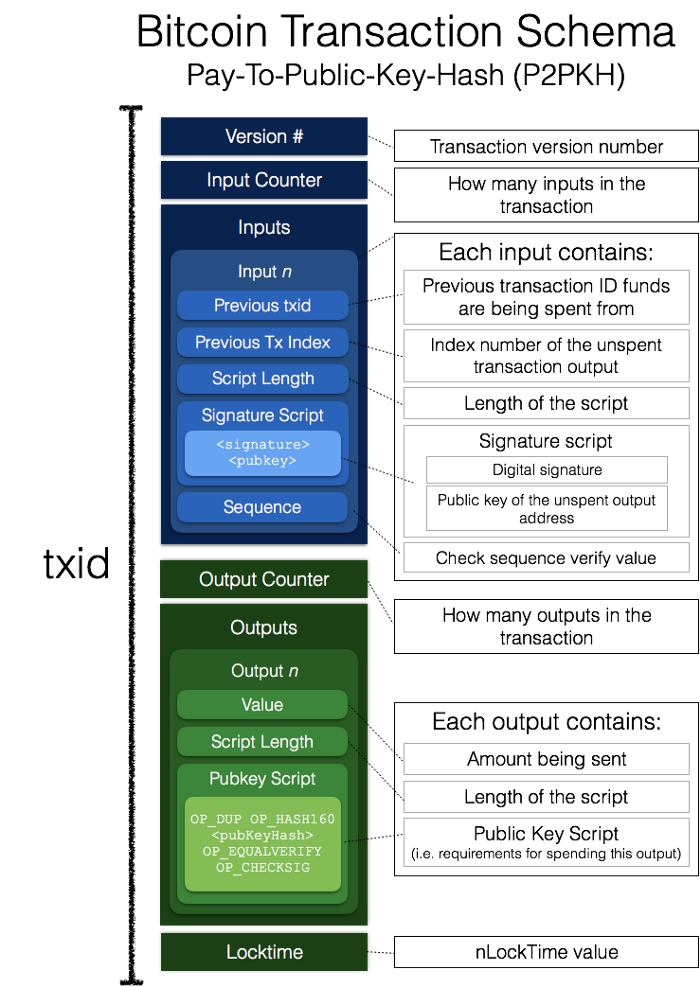 Bitcoin Transaction Schema
Pay-To-Public-Key-Hash (P2PKH)
txid
Version #
Transaction version number
Input Counter
How many inputs in the
transaction
Inputs
Input n
Previous txid
Previous Tx Index
Script Length
Signature Script
<signature>
<pubkey>
Sequence
Each input contains:
Previous transaction ID funds
are being spent from
Index number of the unspent
transaction output
Length of the script
Signature script
Digital signature
Public key of the unspent output
address
Check sequence verify value
Output Counter
How many outputs in the
transaction
Outputs
Output n
Value
Script Length
Pubkey Script
OP_DUP OP_HASH160
<pubKeyHash>
OP_EQUALVERIFY
OP_CHECKSIG
Each output contains:
Amount being sent
Length of the script
Public Key Script
(i.e. requirements for spending this output)
Locktime
nLockTime value